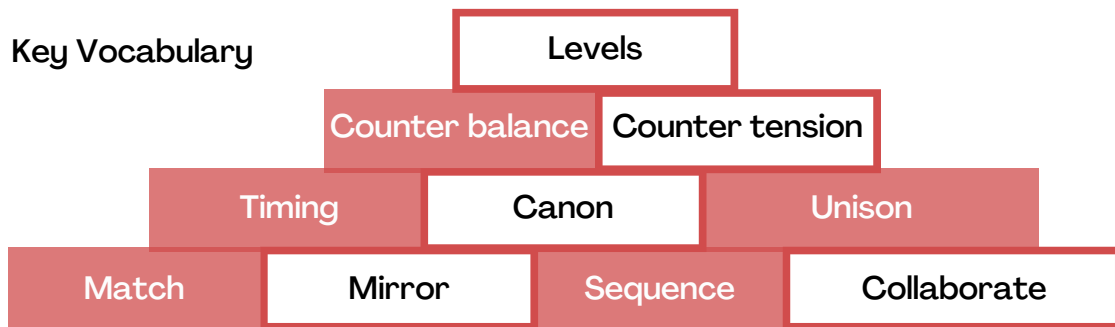 Key Vocabulary
Levels
Counter balance
Counter tension
Timing
Canon
Unison
Match
Mirror
Sequence
Collaborate